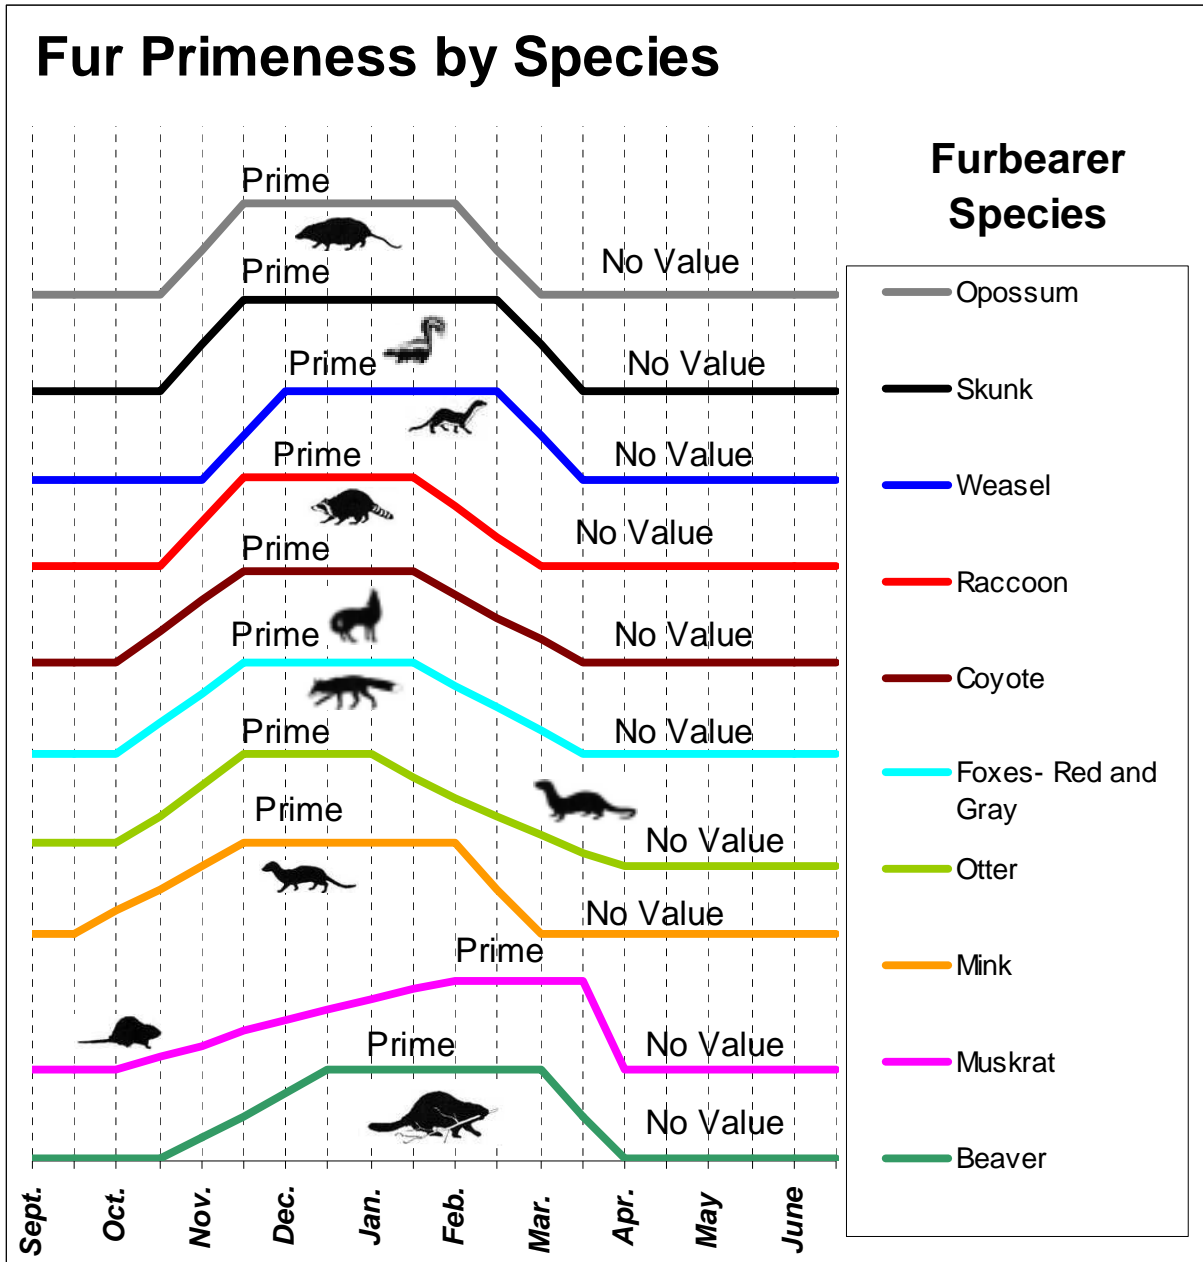 Fur Primeness by Species
Prime
No Value
Prime
No Value
Prime
No Value
Prime
No Value
Prime
No Value
Prime
No Value
Prime
No Value
Prime
No Value
Prime
No Value
Prime
No Value
Sept.
Oct.
Nov.
Dec.
Jan.
Feb.
Mar.
Apr.
May
June
Furbearer
Species
Opossum
Skunk
Weasel
Raccoon
Coyote
Foxes- Red and
Gray
Otter
Mink
Muskrat
Beaver